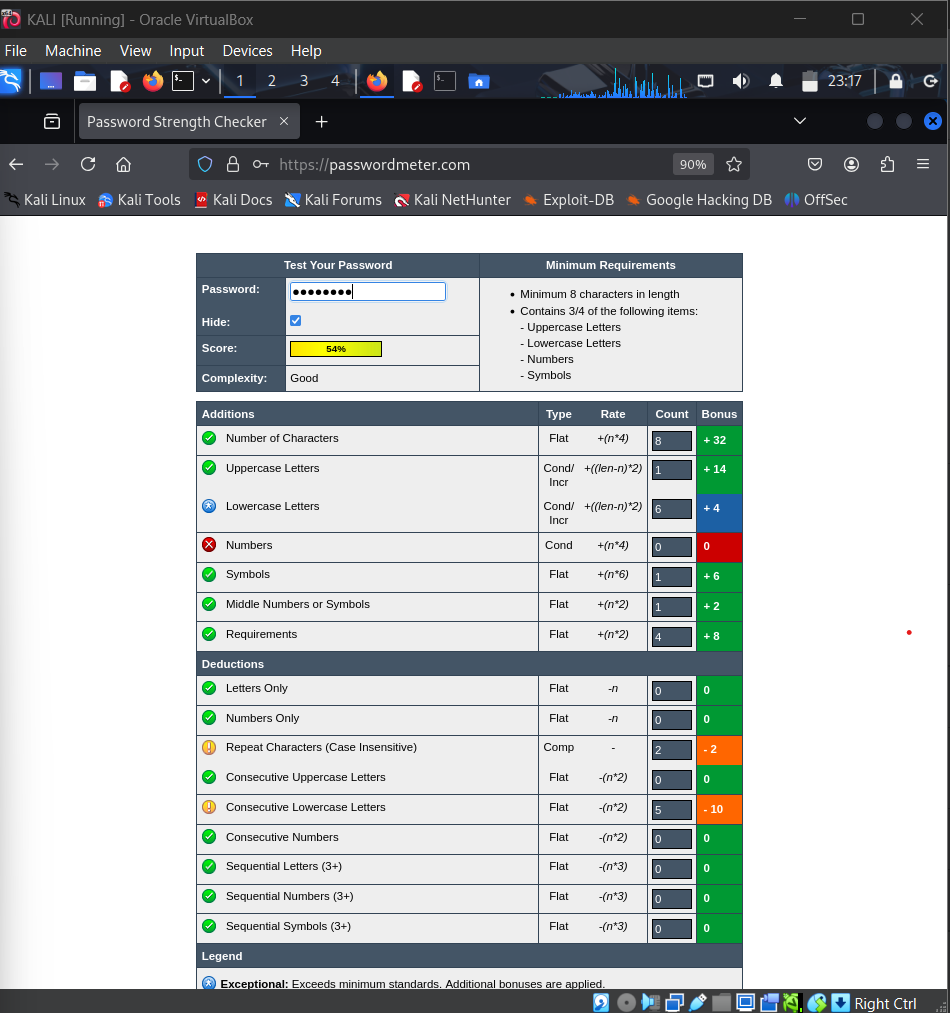 KALI [Running] - Oracle VirtualBox
File Machine View Input Devices Help
1 2 3 4 23:17
Password Strength Checker
https://passwordmeter.com 90%
Kali Linux Kali Tools Kali Docs Kali Forums Kali NetHunter Exploit-DB Google Hacking DB OffSec
Test Your Password Minimum Requirements
Password: ●●●●●●●●
• Minimum 8 characters in length
• Contains 3/4 of the following items:
Hide:
- Uppercase Letters
- Lowercase Letters
Score: 54%
- Numbers
- Symbols
Complexity: Good
Additions Type Rate Count Bonus
Number of Characters Flat +(n*4) 8 + 32
Uppercase Letters Cond/ +((len-n)*2) 1 + 14
Incr
Lowercase Letters Cond/ +((len-n)*2) 6 + 4
Incr
Numbers Cond +(n*4) 0 0
Symbols Flat +(n*6) 1 + 6
Middle Numbers or Symbols Flat +(n*2) 1 + 2
Requirements Flat +(n*2) 4 + 8
Deductions
Letters Only Flat -n 0 0
Numbers Only Flat -n 0 0
Repeat Characters (Case Insensitive) Comp - 2 - 2
Consecutive Uppercase Letters Flat -(n*2) 0 0
Consecutive Lowercase Letters Flat -(n*2) 5 - 10
Consecutive Numbers Flat -(n*2) 0 0
Sequential Letters (3+) Flat -(n*3) 0 0
Sequential Numbers (3+) Flat -(n*3) 0 0
Sequential Symbols (3+) Flat -(n*3) 0 0
Legend
Exceptional: Exceeds minimum standards. Additional bonuses are applied.
Right Ctrl